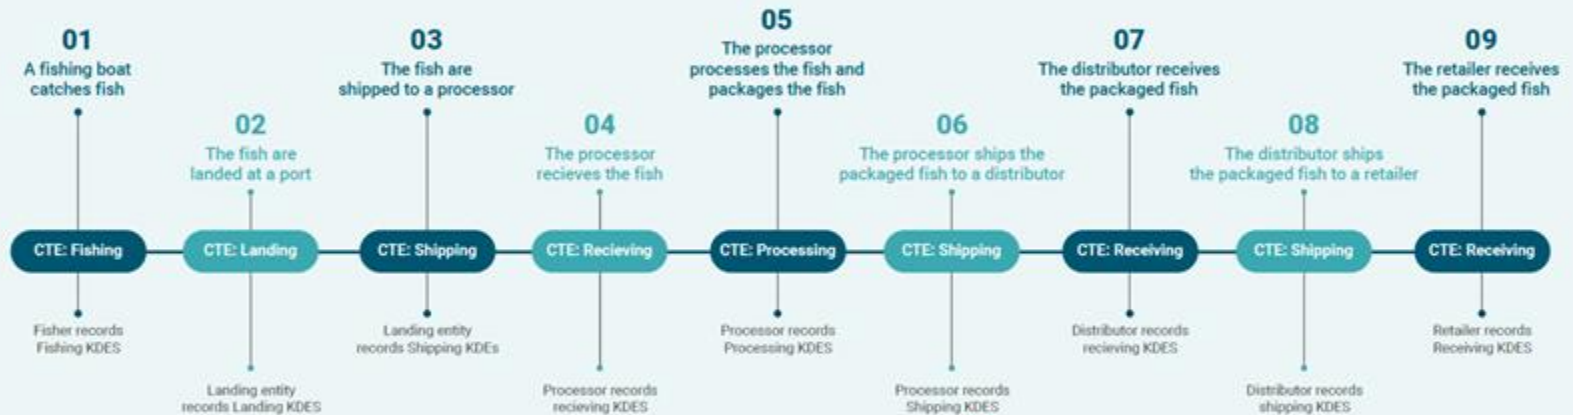 01
A fishing boat
catches fish
02
The fish are
landed at a port
03
The fish are
shipped to a processor
04
The processor
recieves the fish
05
The processor
processes the fish and
packages the fish
06
The processor ships the
packaged fish to a distributor
07
The distributor receives
the packaged fish
08
The distributor ships
the packaged fish to a retailer
09
The retailer receives
the packaged fish
CTE: Fishing
CTE: Landing
CTE: Shipping
CTE: Recieving
CTE: Processing
CTE: Shipping
CTE: Receiving
CTE: Shipping
CTE: Receiving
Fisher records
Fishing KDES
Landing entity
records Landing KDES
Landing entity
records Shipping KDEs
Processor records
recieving KDES
Processor records
Processing KDES
Processor records
Shipping KDES
Distributor records
recieving KDES
Distributor records
shipping KDES
Retailer records
Receiving KDES